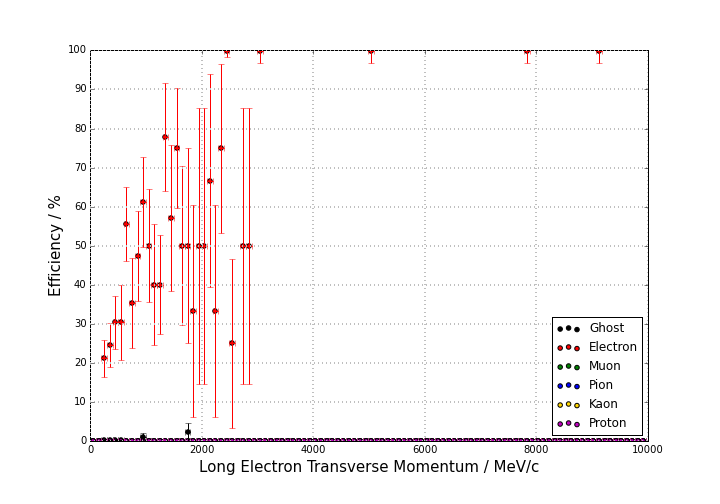 100
90
80
70
60
50
40
30
20
10
0
Efficiency / %
Ghost
Electron
Muon
Pion
Kaon
Proton
0 2000 4000 6000 8000 10000
Long Electron Transverse Momentum / MeV/c